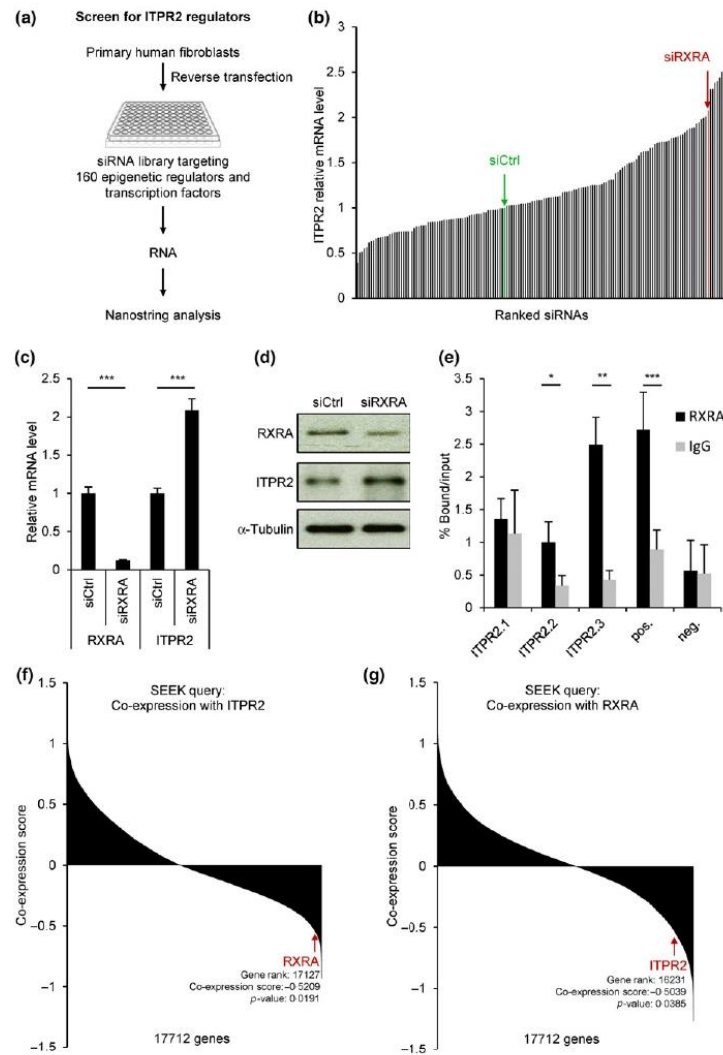 (a)
Screen for ITPR2 regulators
Primary human fibroblasts
Reverse transfection
siRNA library targeting
160 epigenetic regulators and
transcription factors
RNA
Nanostring analysis
(b)
ITPR2 relative mRNA level
3
2.5
2
1.5
1
0.5
0
siCtrl
siRXRA
Ranked siRNAs
(c)
Relative mRNA level
2.5
2
1.5
1
0.5
0
*** ***
siCtrl siRXRA siCtrl siRXRA
RXRA ITPR2
(d)
siCtrl siRXRA
RXRA
ITPR2
α-Tubulin
(e)
% Bound/input
3.5
3
2.5
2
1.5
1
0.5
0
* ** ***
RXRA
IgG
ITPR2.1 ITPR2.2 ITPR2.3 pos. neg.
(f)
SEEK query:
Co-expression with ITPR2
Co-expression score
1.5
1
0.5
0
−0.5
−1
−1.5
RXRA
Gene rank: 17127
Co-expression score:–0·5209
p-value: 0·0191
17712 genes
(g)
SEEK query:
Co-expression with RXRA
Co-expression score
1.5
1
0.5
0
−0.5
−1
−1.5
ITPR2
Gene rank: 16231
Co-expression score:–0·5039
p-value: 0·0385
17712 genes